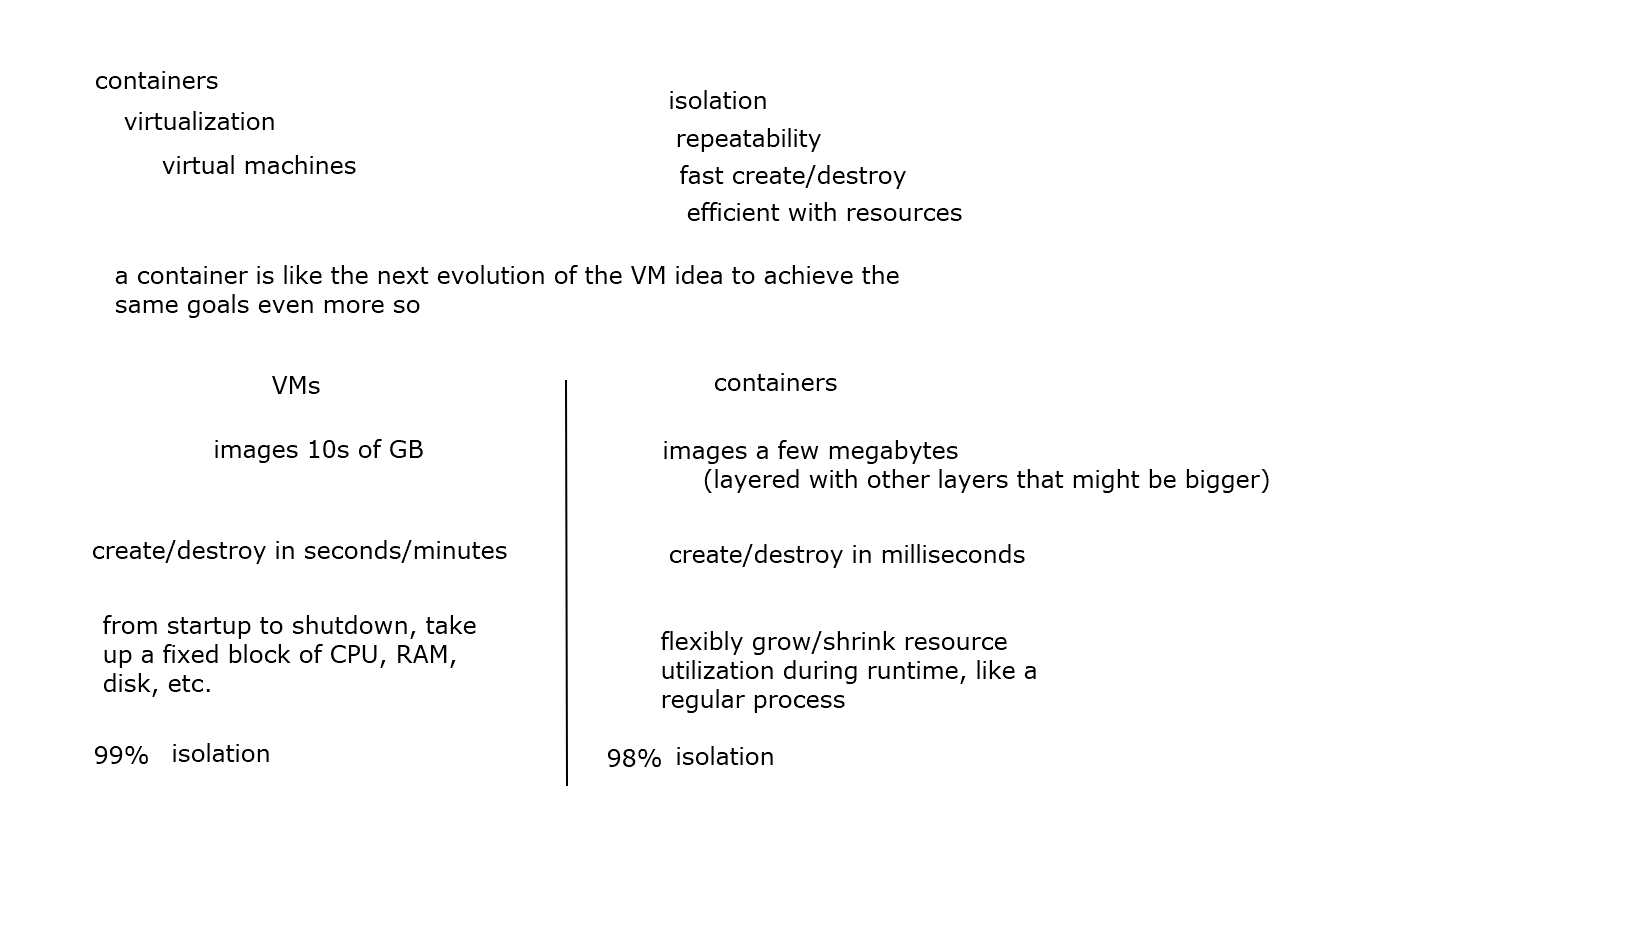 containers
virtualization
virtual machines
isolation
repeatability
fast create/destroy
efficient with resources
a container is like the next evolution of the VM idea to achieve the
same goals even more so
VMs
images 10s of GB
create/destroy in seconds/minutes
from startup to shutdown, take
up a fixed block of CPU, RAM,
disk, etc.
99% isolation
containers
images a few megabytes
(layered with other layers that might be bigger)
create/destroy in milliseconds
flexibly grow/shrink resource
utilization during runtime, like a
regular process
98% isolation